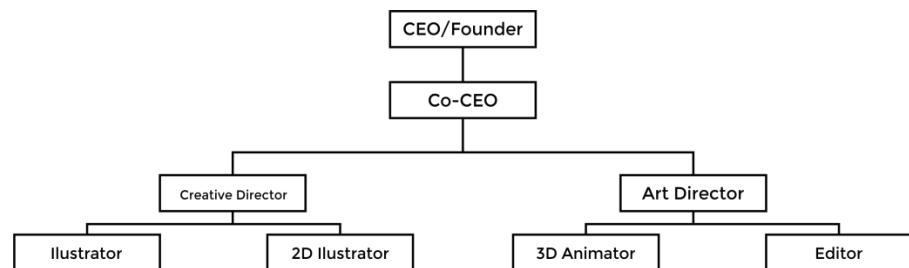 CEO/Founder
Co-CEO
Creative Director
Art Director
Ilustrator
2D Ilustrator
3D Animator
Editor